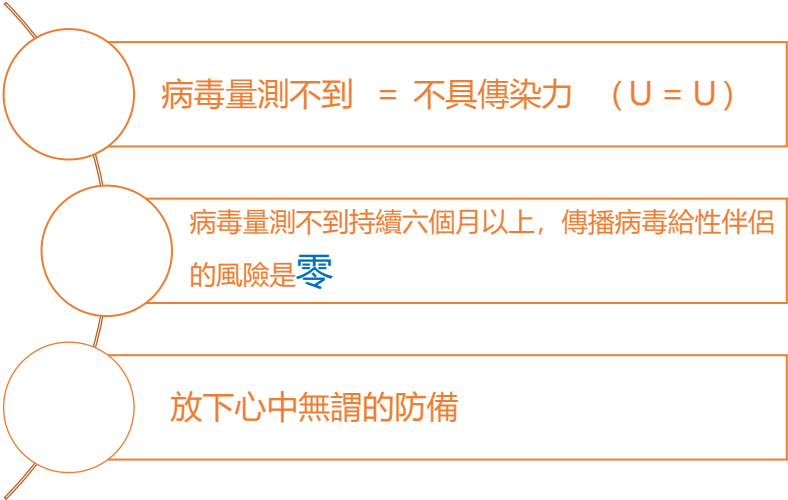 病毒量測不到 = 不具傳染力 (U = U)
病毒量測不到持續六個月以上, 傳播病毒給性伴侶
的風險是零
放下心中無謂的防備